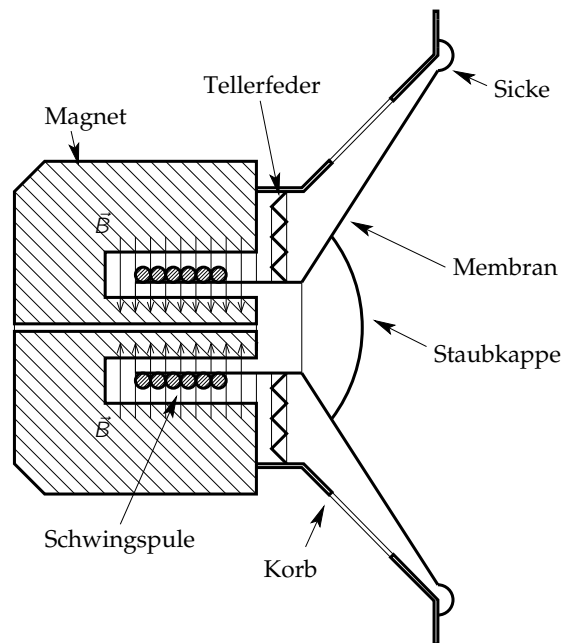 Tellerfeder
Sicke
Magnet
B
Membran
Staubkappe
B
Schwingspule
Korb